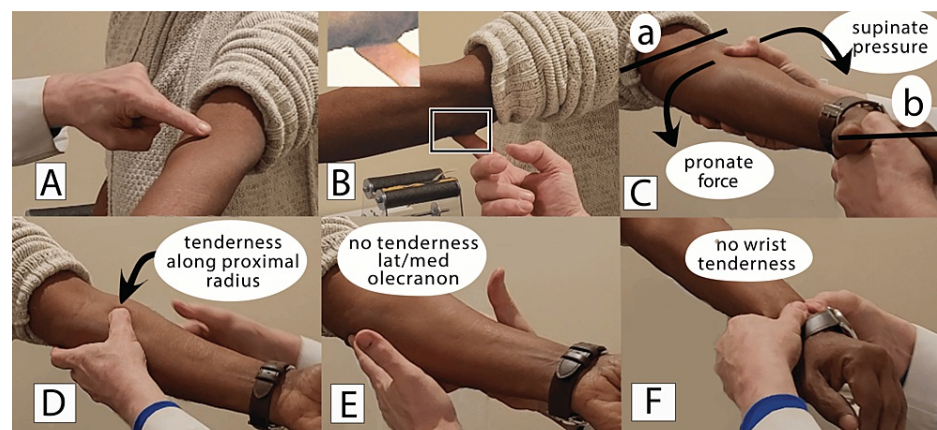 A
B
a
supinate
pressure
b
pronate
force
C
tenderness
along proximal
radius
D
no tenderness
lat/med
olecranon
E
no wrist
tenderness
F